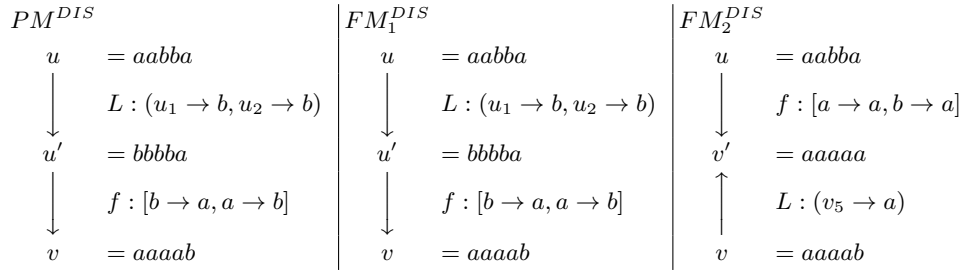 PM^{DIS} FM_1^{DIS} FM_2^{DIS}
u = aabba u = aabba u = aabba
L : (u_1 → b, u_2 → b) L : (u_1 → b, u_2 → b) f : [a → a, b → a]
u' = bbbba u' = bbbba v' = aaaaa
f : [b → a, a → b] f : [b → a, a → b] L : (v_5 → a)
v = aaaab v = aaaab v = aaaab